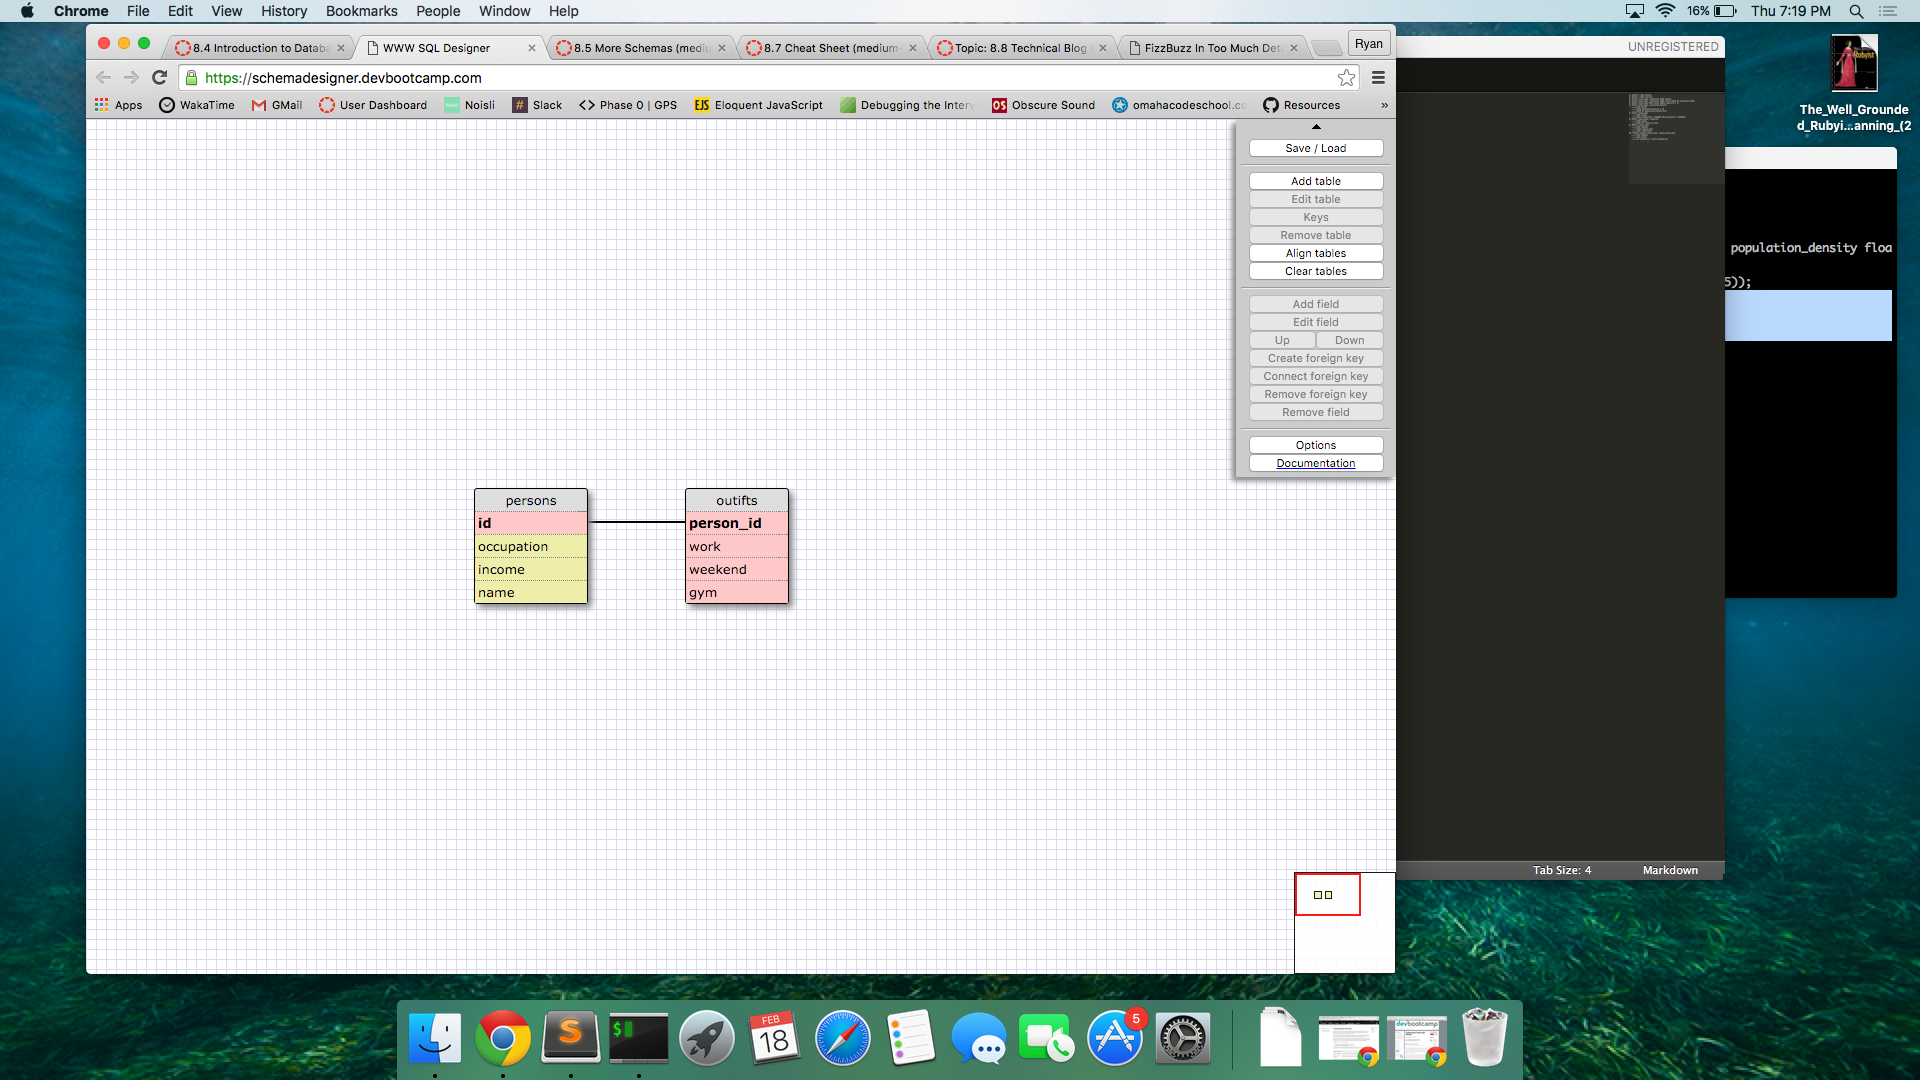 Chrome File Edit View History Bookmarks People Window Help 16% Thu 7:19 PM
UNREGISTERED
8.4 Introduction to Databa WWW SQL Designer 8.5 More Schemas (mediu 8.7 Cheat Sheet (medium- Topic: 8.8 Technical Blog FizzBuzz In Too Much Deta Ryan
https://schemadesigner.devbootcamp.com
Apps WakaTime GMail User Dashboard Noisli # Slack <> Phase 0 | GPS EJS Eloquent JavaScript Debugging the Interv OS Obscure Sound omahacodeschool.co Resources »
The_Well_Grounde
d_Rubyi...anning_(2
Save / Load
Add table
Edit table
Keys
Remove table
Align tables
Clear tables
Add field
Edit field
Up Down
Create foreign key
Connect foreign key
Remove foreign key
Remove field
Options
Documentation
population_density floa
5));
persons
id
occupation
income
name
outifts
person_id
work
weekend
gym
Tab Size: 4 Markdown
S
$
FEB
18
5
devbootcamp